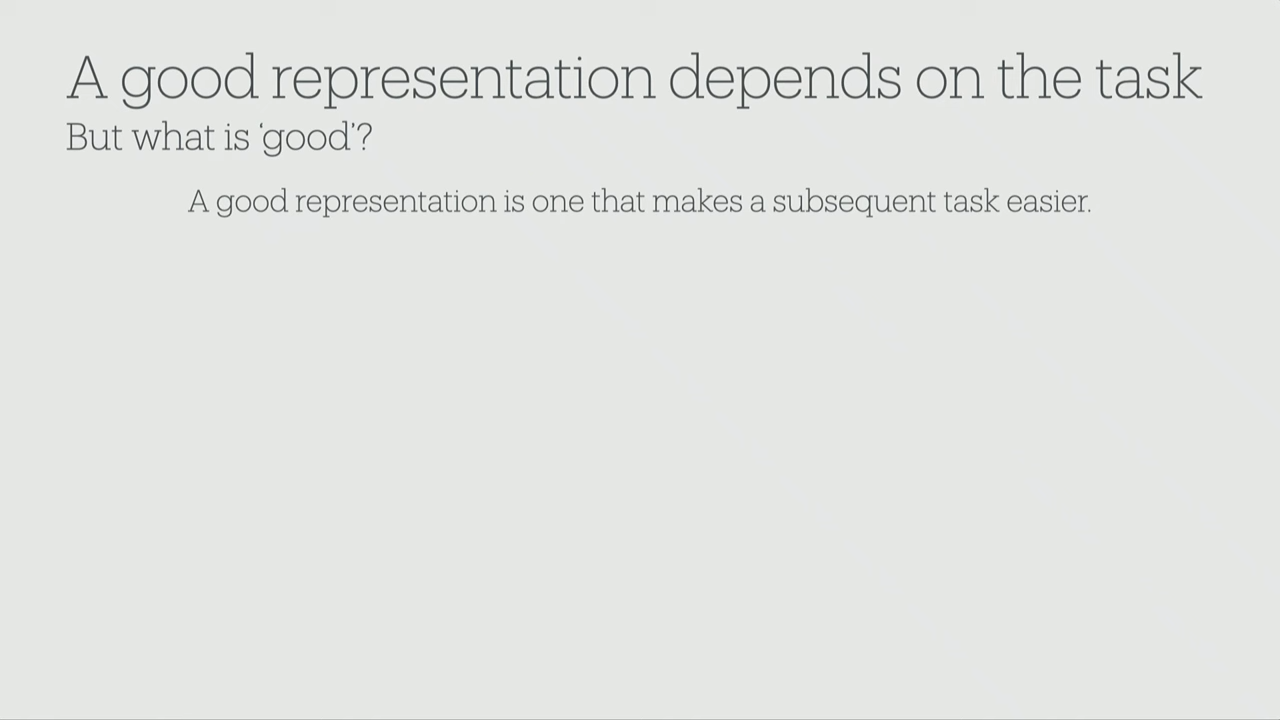 A good representation depends on the task
But what is ‘good’?
A good representation is one that makes a subsequent task easier.